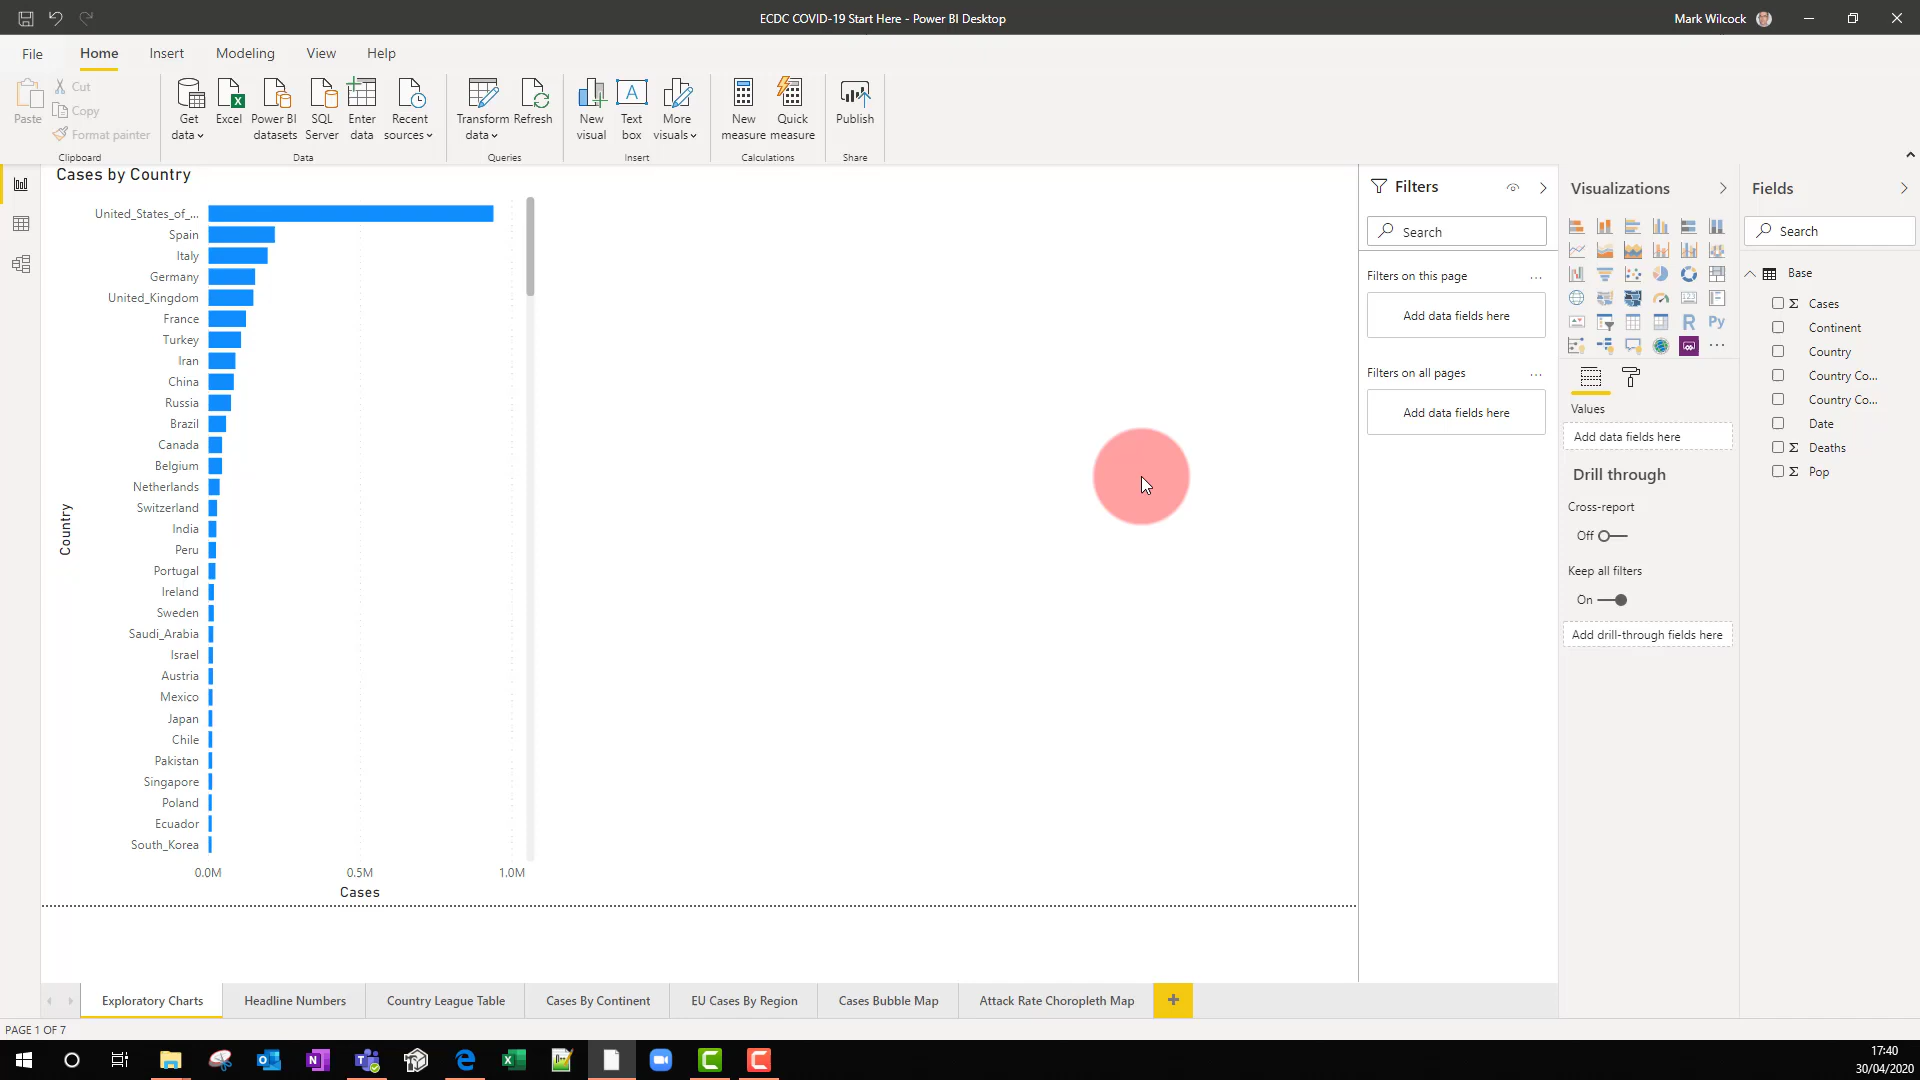 ECDC COVID-19 Start Here - Power BI Desktop
Mark Wilcock
File
Home
Insert
Modeling
View
Help
Paste
Cut
Copy
Format painter
Clipboard
Get data
Excel
Power BI datasets
SQL Server
Enter data
Recent sources
Data
Transform data
Refresh
Queries
New visual
Text box
More visuals
Insert
New measure
Quick measure
Calculations
Publish
Share
Cases by Country
Country
United_States_of_...
Spain
Italy
Germany
United_Kingdom
France
Turkey
Iran
China
Russia
Brazil
Canada
Belgium
Netherlands
Switzerland
India
Peru
Portugal
Ireland
Sweden
Saudi_Arabia
Israel
Austria
Mexico
Japan
Chile
Pakistan
Singapore
Poland
Ecuador
South_Korea
0.0M
0.5M
1.0M
Cases
Filters
Search
Filters on this page
...
Add data fields here
Filters on all pages
...
Add data fields here
Visualizations
R
Py
...
Values
Add data fields here
Drill through
Cross-report
Off
Keep all filters
On
Add drill-through fields here
Fields
Search
Base
Σ Cases
Continent
Country
Country Co...
Country Co...
Date
Σ Deaths
Σ Pop
Exploratory Charts
Headline Numbers
Country League Table
Cases By Continent
EU Cases By Region
Cases Bubble Map
Attack Rate Choropleth Map
+
PAGE 1 OF 7
17:40
30/04/2020